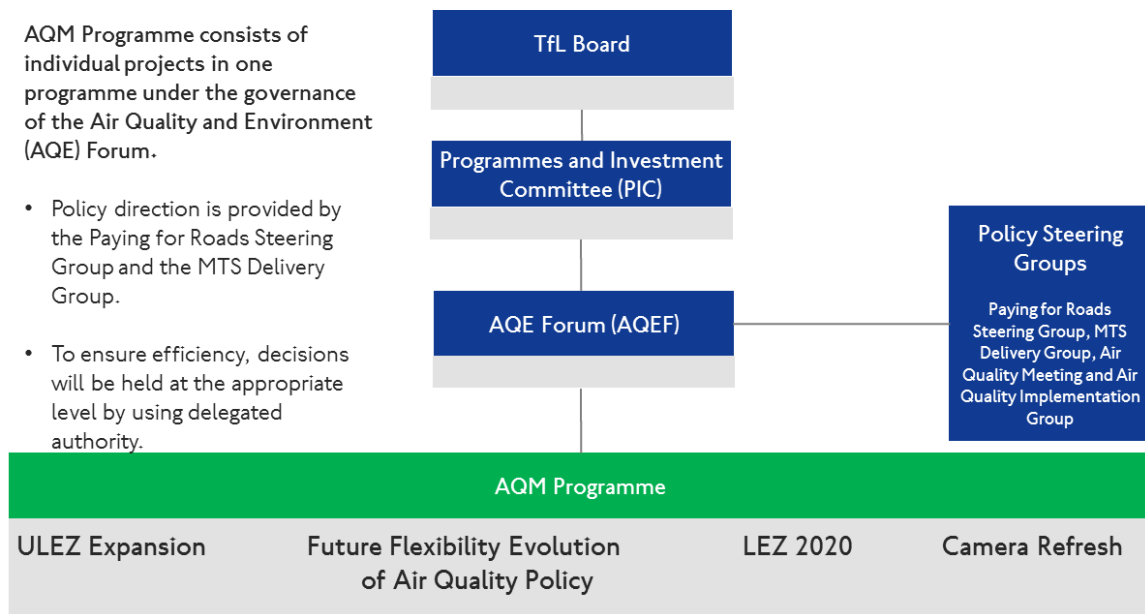 AQM Programme consists of
individual projects in one
programme under the governance
of the Air Quality and Environment
(AQE) Forum.
• Policy direction is provided by
the Paying for Roads Steering
Group and the MTS Delivery
Group.
• To ensure efficiency, decisions
will be held at the appropriate
level by using delegated
authority.
TfL Board
Programmes and Investment
Committee (PIC)
AQE Forum (AQEF)
Policy Steering
Groups
Paying for Roads
Steering Group, MTS
Delivery Group, Air
Quality Meeting and Air
Quality Implementation
Group
AQM Programme
ULEZ Expansion
Future Flexibility Evolution
of Air Quality Policy
LEZ 2020
Camera Refresh